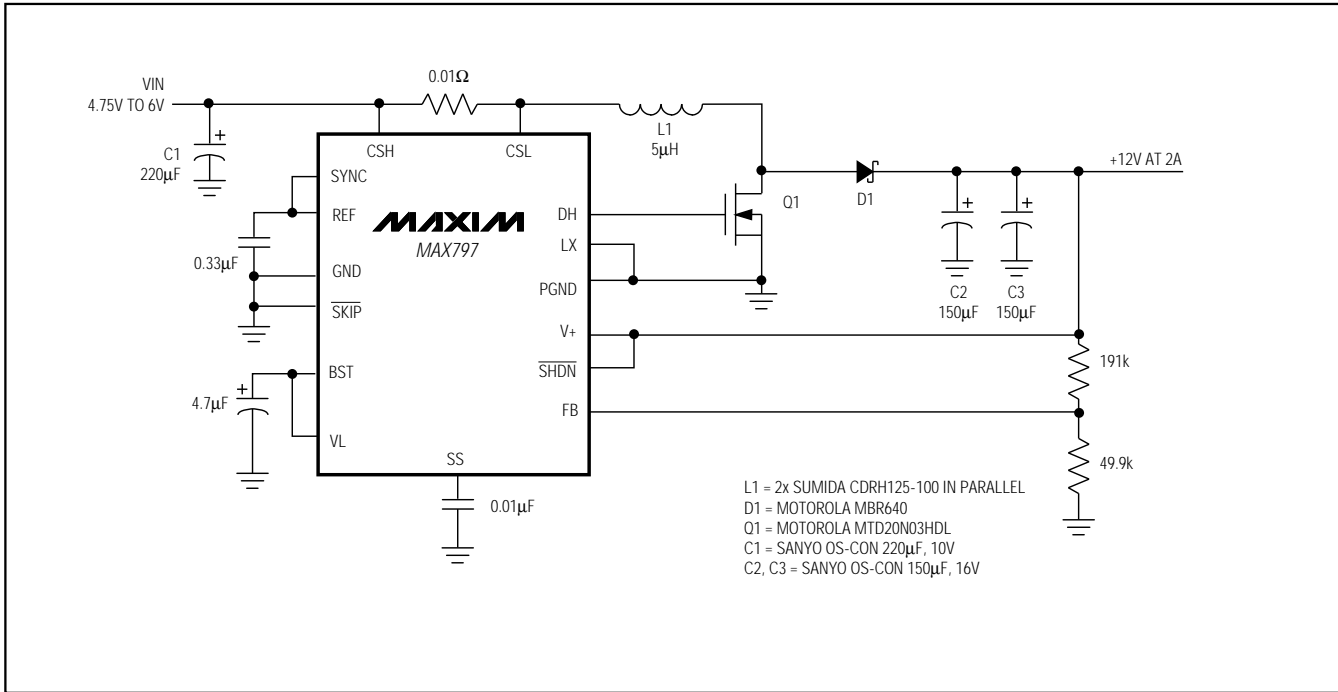 VIN
4.75V TO 6V
0.01Ω
C1
220µF
+
CSH
CSL
L1
5µH
+12V AT 2A
SYNC
REF
0.33µF
GND
SKIP
BST
4.7µF
+
VL
SS
0.01µF
MAXIM
MAX797
DH
LX
PGND
V+
SHDN
FB
Q1
D1
+
C2
150µF
+
C3
150µF
191k
49.9k
L1 = 2x SUMIDA CDRH125-100 IN PARALLEL
D1 = MOTOROLA MBR640
Q1 = MOTOROLA MTD20N03HDL
C1 = SANYO OS-CON 220µF, 10V
C2, C3 = SANYO OS-CON 150µF, 16V